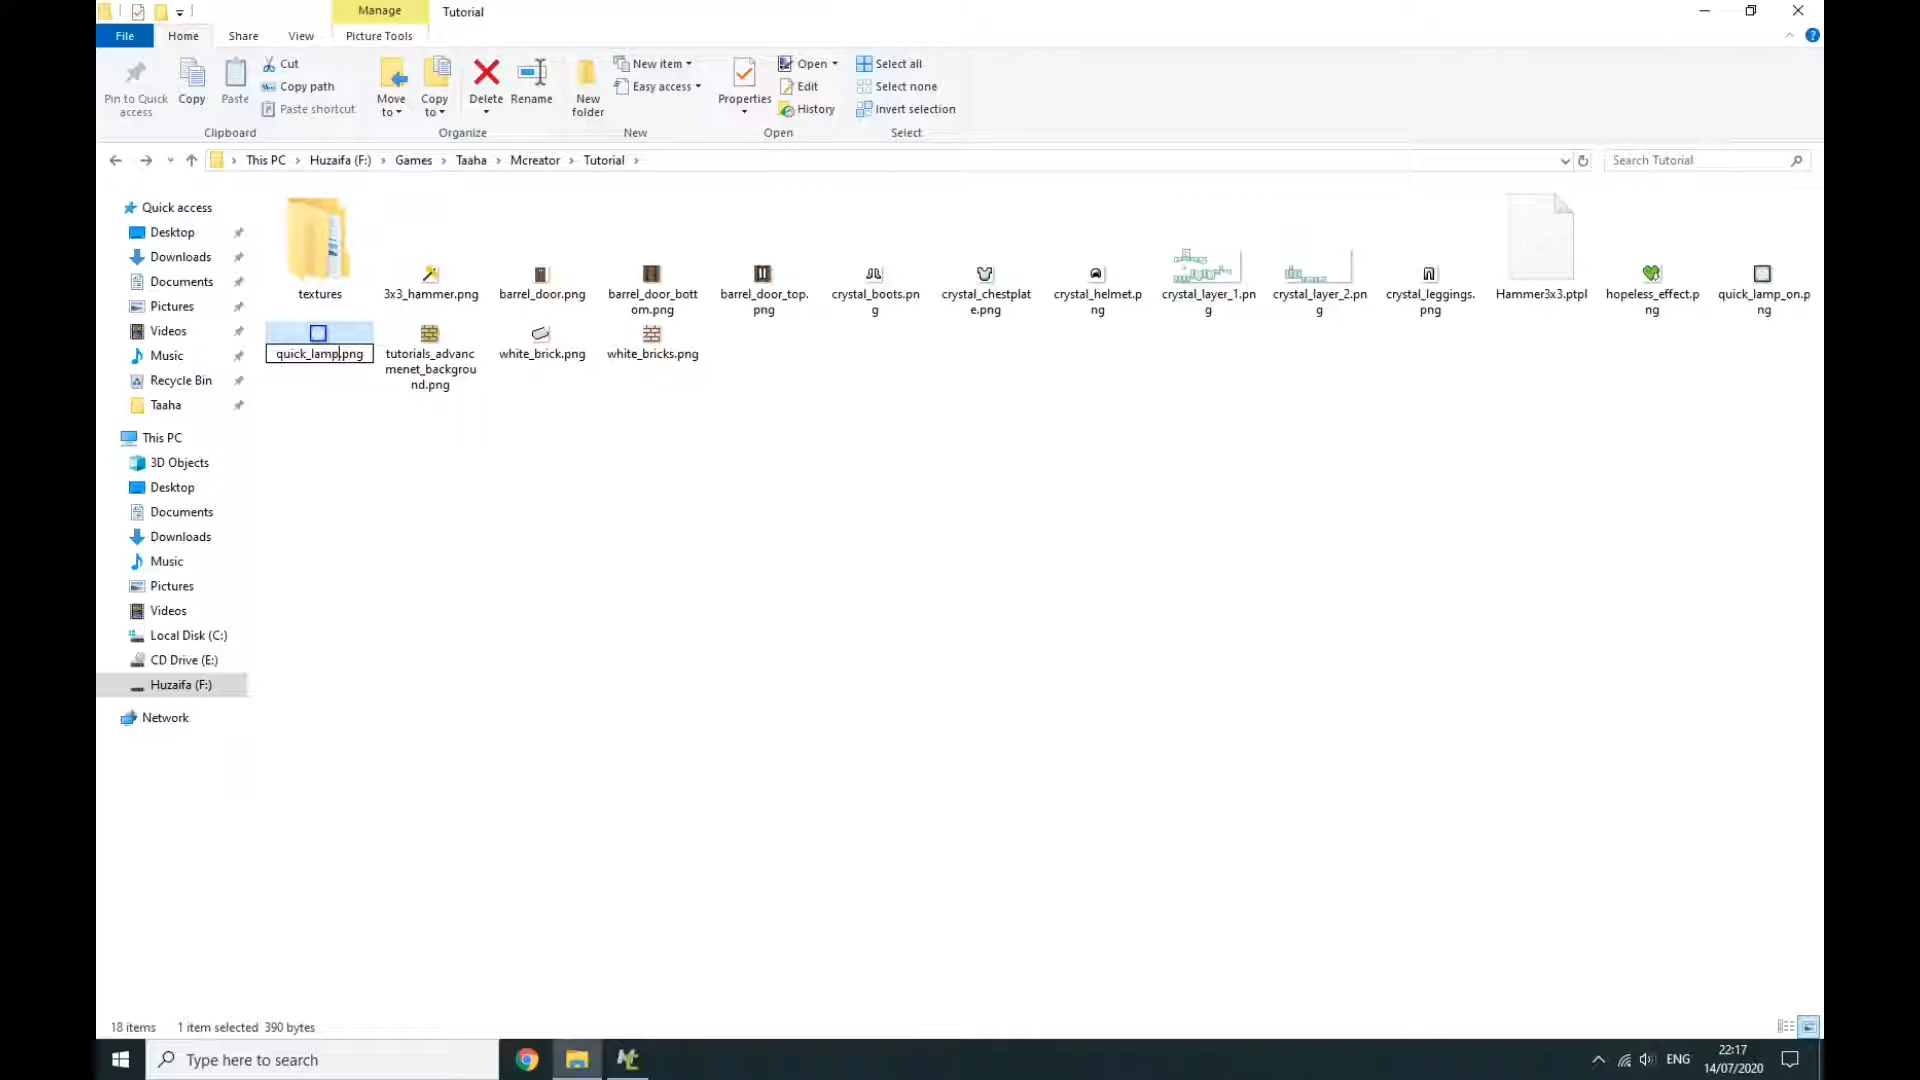 Manage
Tutorial
File
Home
Share
View
Picture Tools
Pin to Quick
access
Copy
Paste
Cut
Copy path
Paste shortcut
Clipboard
Move
to
Copy
to
Delete
Rename
Organize
New
folder
New item
Easy access
New
Properties
Open
Edit
History
Open
Select all
Select none
Invert selection
Select
This PC > Huzaifa (F:) > Games > Taaha > Mcreator > Tutorial >
Search Tutorial
Quick access
Desktop
Downloads
Documents
Pictures
Videos
Music
Recycle Bin
Taaha
This PC
3D Objects
Desktop
Documents
Downloads
Music
Pictures
Videos
Local Disk (C:)
CD Drive (E:)
Huzaifa (F:)
Network
textures
3x3_hammer.png
barrel_door.png
barrel_door_bott
om.png
barrel_door_top.
png
crystal_boots.pn
g
crystal_chestplat
e.png
crystal_helmet.p
ng
crystal_layer_1.pn
g
crystal_layer_2.pn
g
crystal_leggings.
png
Hammer3x3.ptpl
hopeless_effect.p
ng
quick_lamp_on.p
ng
quick_lamp.png
tutorials_advanc
menet_backgrou
nd.png
white_brick.png
white_bricks.png
18 items
1 item selected 390 bytes
Type here to search
ENG
22:17
14/07/2020